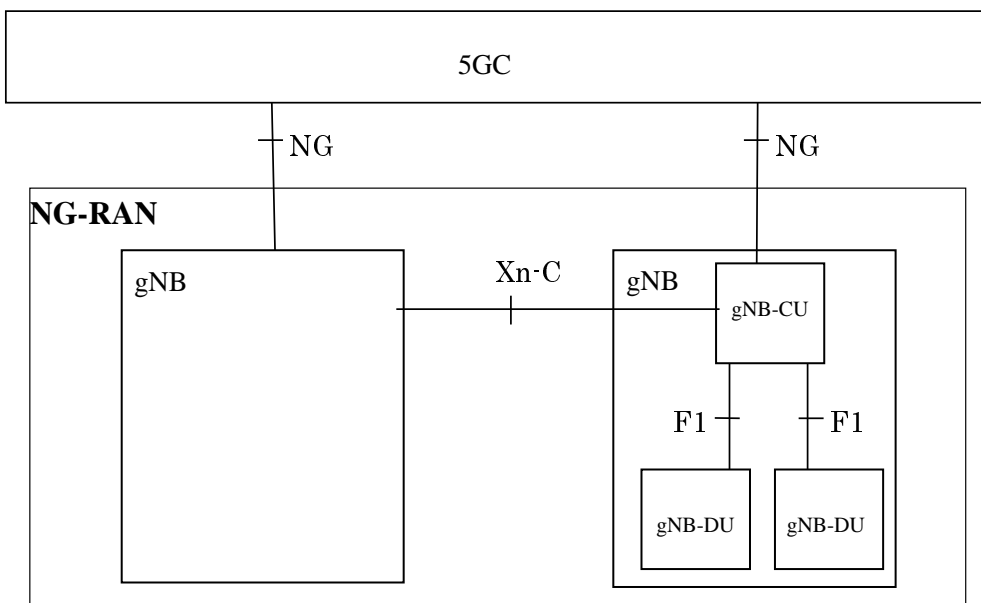 5GC
NG
NG
NG-RAN
gNB
Xn-C
gNB
gNB-CU
F1
F1
gNB-DU
gNB-DU